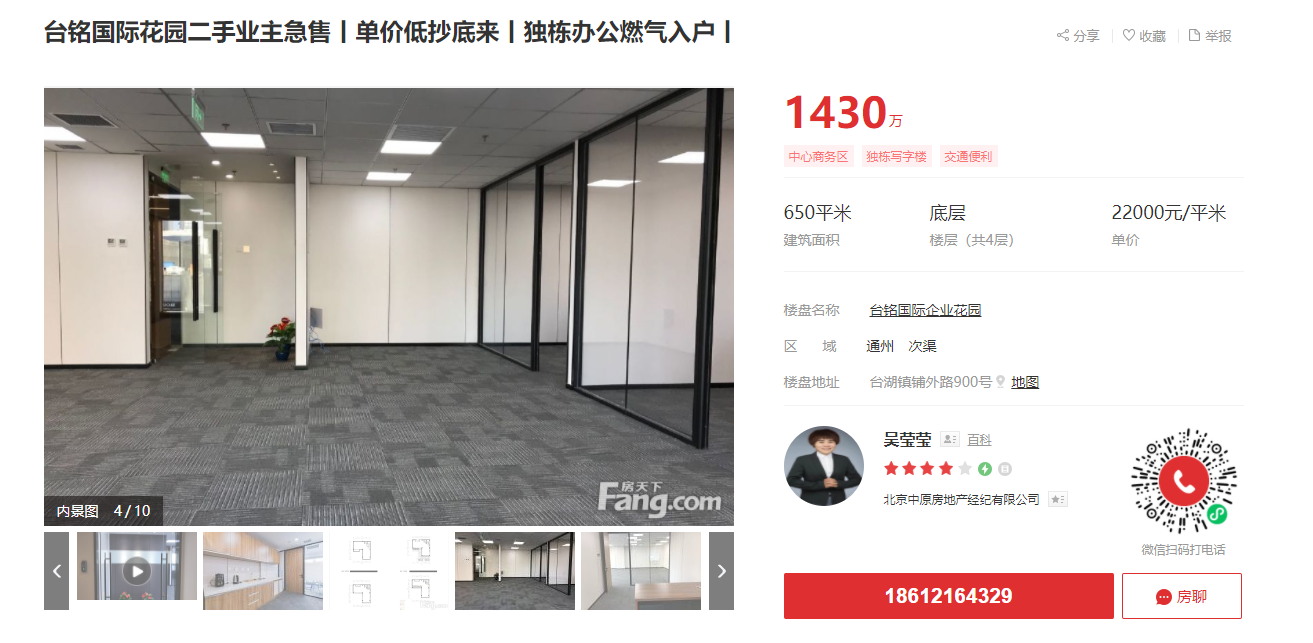 台铭国际花园二手业主急售丨单价低抄底来丨独栋办公燃气入户丨
分享 收藏 举报
1430万
中心商务区 独栋写字楼 交通便利
650平米 底层 22000元/平米
建筑面积 楼层（共4层） 单价
楼盘名称 台铭国际企业花园
区 域 通州 次渠
楼盘地址 台湖镇铺外路900号 地图
吴莹莹 百科
北京中原房地产经纪有限公司
微信扫码打电话
18612164329 房聊
房天下
Fang.com
内景图 4/10